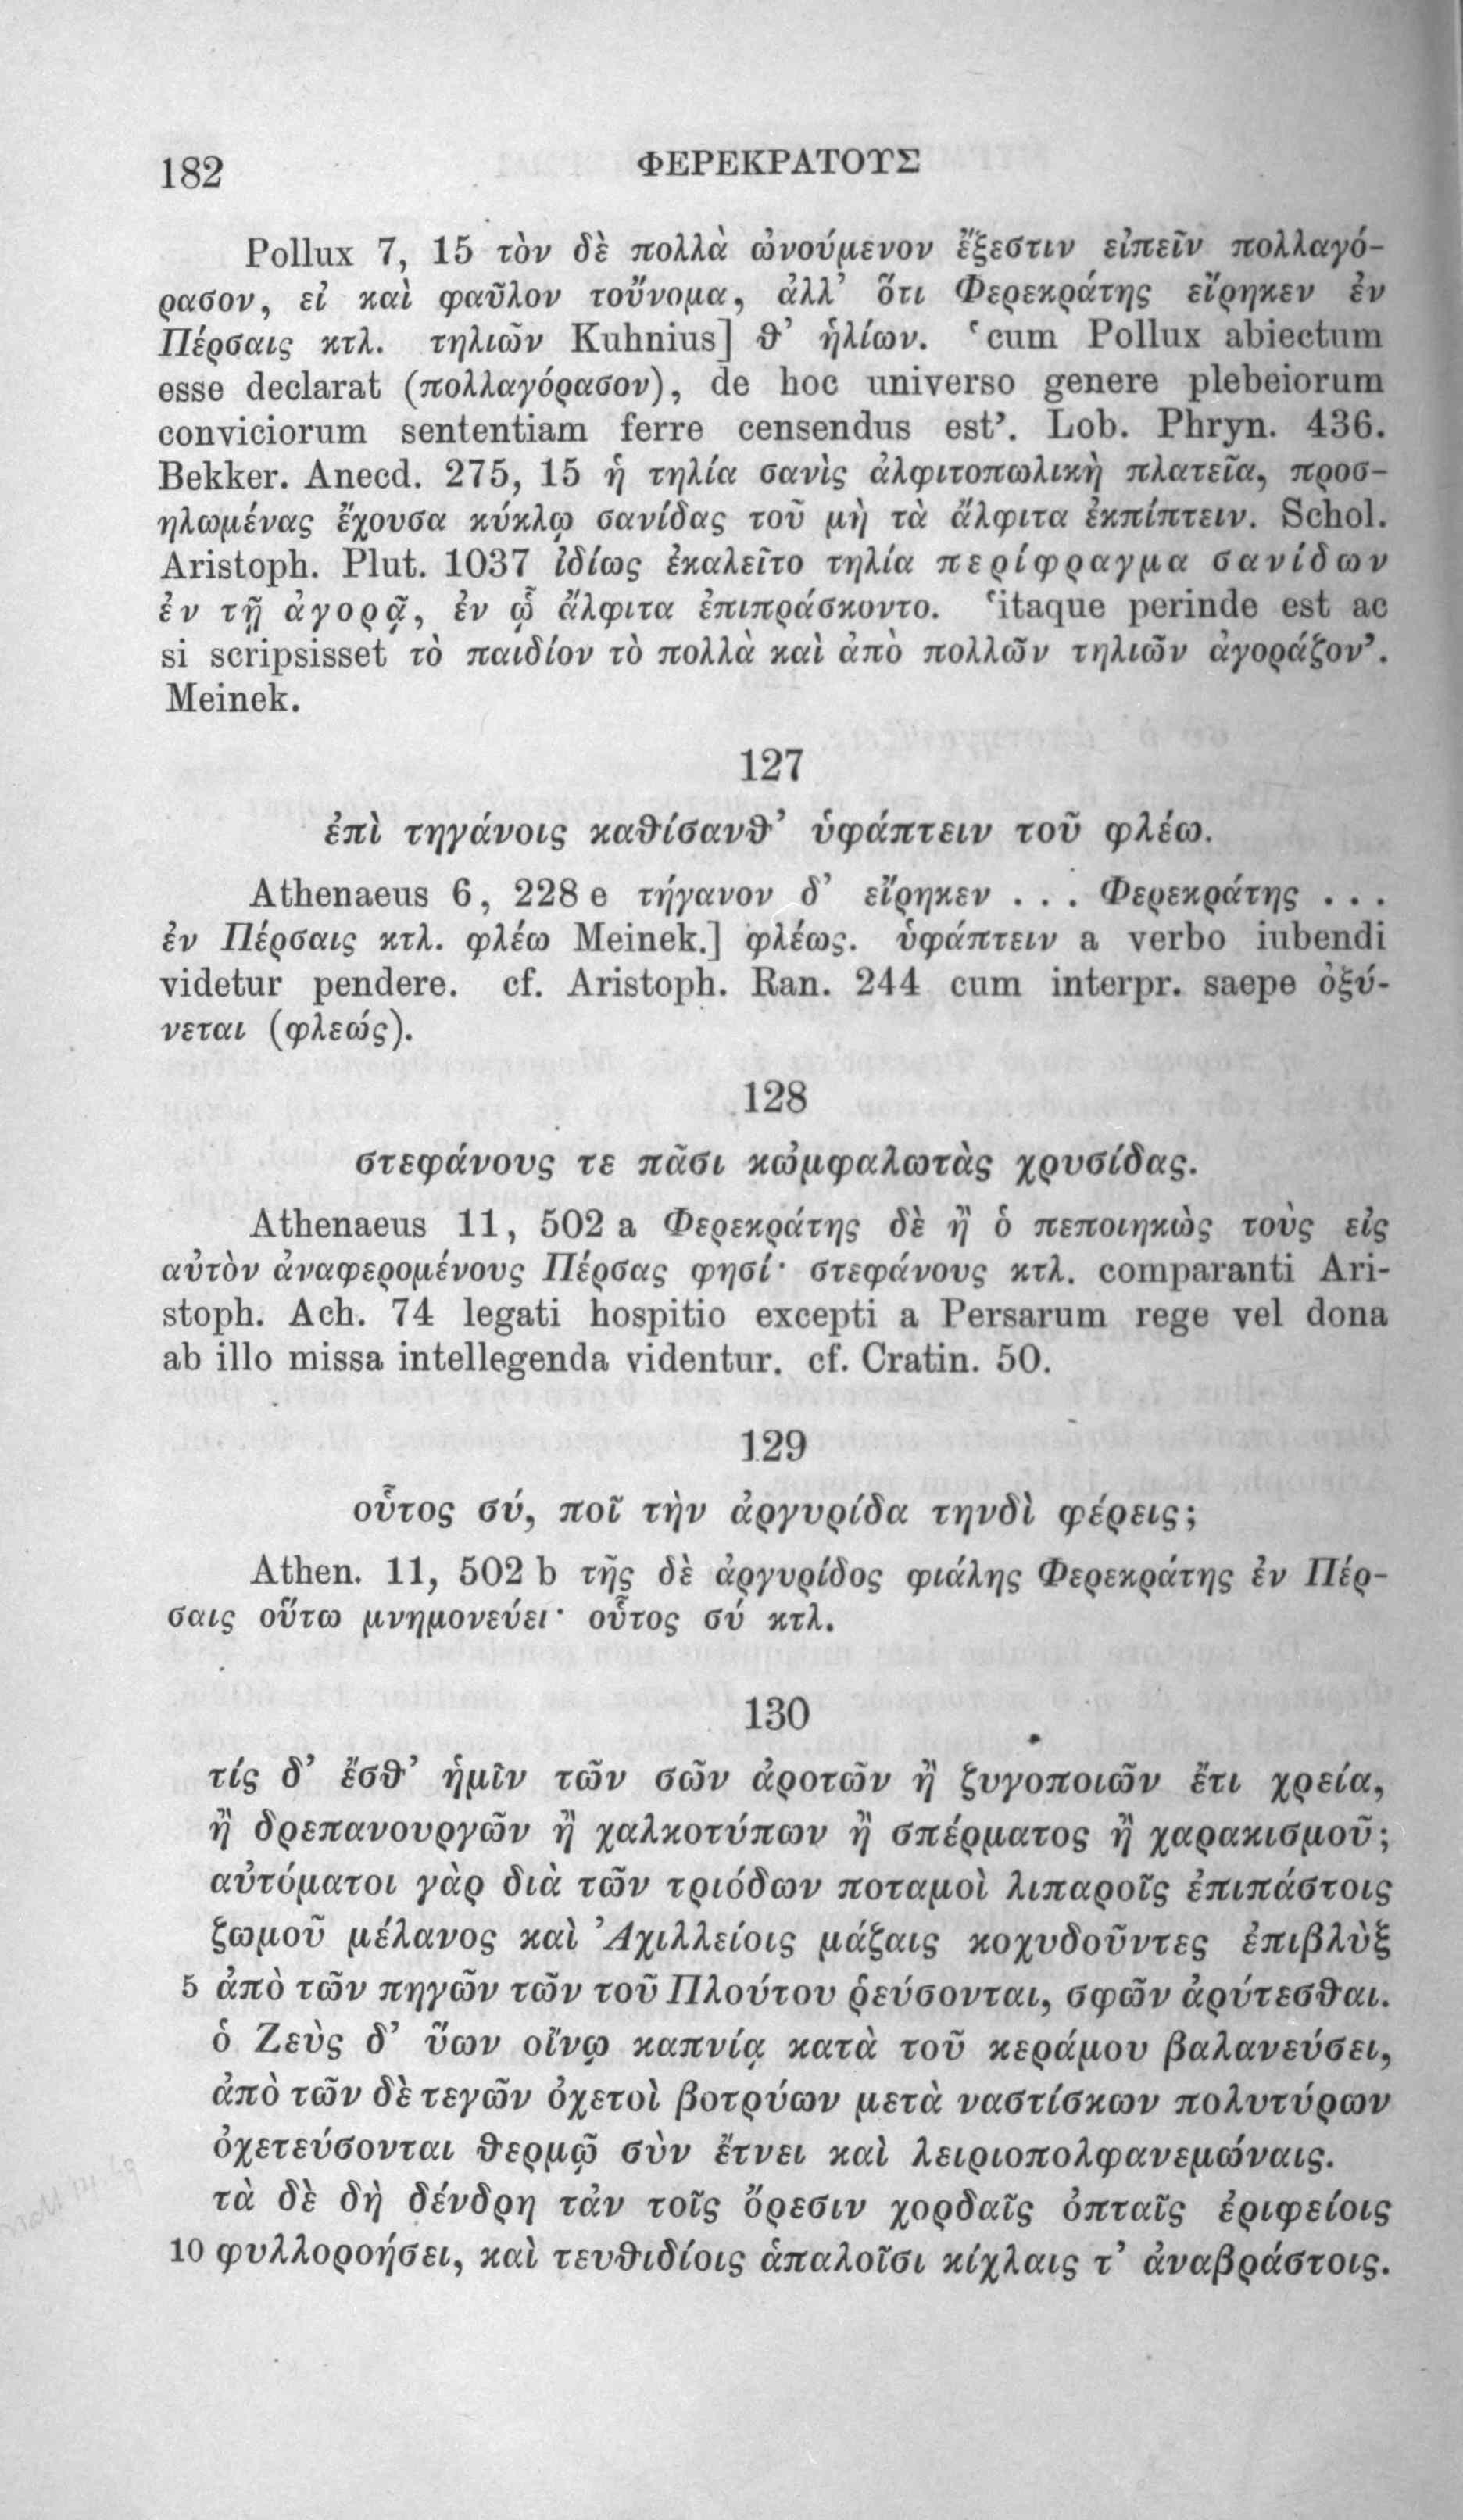 182
ΦΕΡΕΚΡΑΤΟΥΣ
Pollux 7, 15 τὸν δὲ πολλὰ ὠνούμενον ἔξεστιν εἰπεῖν πολλαγό-
ρασον, εἰ καὶ φαῦλον τοὔνομα, ἀλλ’ ὅτι Φερεκράτης εἴρηκεν ἐν
Πέρσαις κτλ. τηλιῶν Kuhnius] θ’ ἡλίων. ‘cum Pollux abiectum
esse declarat (πολλαγόρασον), de hoc universo genere plebeiorum
conviciorum sententiam ferre censendus est’. Lob. Phryn. 436.
Bekker. Anecd. 275, 15 ἡ τηλία σανὶς ἀλφιτοπωλικὴ πλατεῖα, προσ-
ηλωμένας ἔχουσα κύκλῳ σανίδας τοῦ μὴ τὰ ἄλφιτα ἐκπίπτειν. Schol.
Aristoph. Plut. 1037 ἰδίως ἐκαλεῖτο τηλία περίφραγμα σανίδων
ἐν τῇ ἀγορᾷ, ἐν ᾧ ἄλφιτα ἐπιπράσκοντο. ‘itaque perinde est ac
si scripsisset τὸ παιδίον τὸ πολλὰ καὶ ἀπὸ πολλῶν τηλιῶν ἀγοράζον’.
Meinek.
127
ἐπὶ τηγάνοις καθίσανθ’ ὑφάπτειν τοῦ φλέω.
Athenaeus 6, 228 e τήγανον δ’ εἴρηκεν . . . Φερεκράτης . . .
ἐν Πέρσαις κτλ. φλέω Meinek.] φλέως. ὑφάπτειν a verbo iubendi
videtur pendere. cf. Aristoph. Ran. 244 cum interpr. saepe ὀξύ-
νεται (φλεώς).
128
στεφάνους τε πᾶσι κὠμφαλωτὰς χρυσίδας.
Athenaeus 11, 502 a Φερεκράτης δὲ ἢ ὁ πεποιηκὼς τοὺς εἰς
αὐτὸν ἀναφερομένους Πέρσας φησί· στεφάνους κτλ. comparanti Ari-
stoph. Ach. 74 legati hospitio excepti a Persarum rege vel dona
ab illo missa intellegenda videntur. cf. Cratin. 50.
129
οὗτος σύ, ποῖ τὴν ἀργυρίδα τηνδὶ φέρεις;
Athen. 11, 502 b τῆς δὲ ἀργυρίδος φιάλης Φερεκράτης ἐν Πέρ-
σαις οὕτω μνημονεύει· οὗτος σύ κτλ.
130
τίς δ’ ἔσθ’ ἡμῖν τῶν σῶν ἀροτῶν ἢ ζυγοποιῶν ἔτι χρεία,
ἢ δρεπανουργῶν ἢ χαλκοτύπων ἢ σπέρματος ἢ χαρακισμοῦ;
αὐτόματοι γὰρ διὰ τῶν τριόδων ποταμοὶ λιπαροῖς ἐπιπάστοις
ζωμοῦ μέλανος καὶ Ἀχιλλείοις μάζαις κοχυδοῦντες ἐπιβλὺξ
5 ἀπὸ τῶν πηγῶν τῶν τοῦ Πλούτου ῥεύσονται, σφῶν ἀρύτεσθαι.
ὁ Ζεὺς δ’ ὕων οἴνῳ καπνίᾳ κατὰ τοῦ κεράμου βαλανεύσει,
ἀπὸ τῶν δὲ τεγῶν ὀχετοὶ βοτρύων μετὰ ναστίσκων πολυτύρων
ὀχετεύσονται θερμῷ σὺν ἔτνει καὶ λειριοπολφανεμώναις.
τὰ δὲ δὴ δένδρη τἀν τοῖς ὄρεσιν χορδαῖς ὀπταῖς ἐριφείοις
10 φυλλοροήσει, καὶ τευθιδίοις ἁπαλοῖσι κίχλαις τ’ ἀναβράστοις.